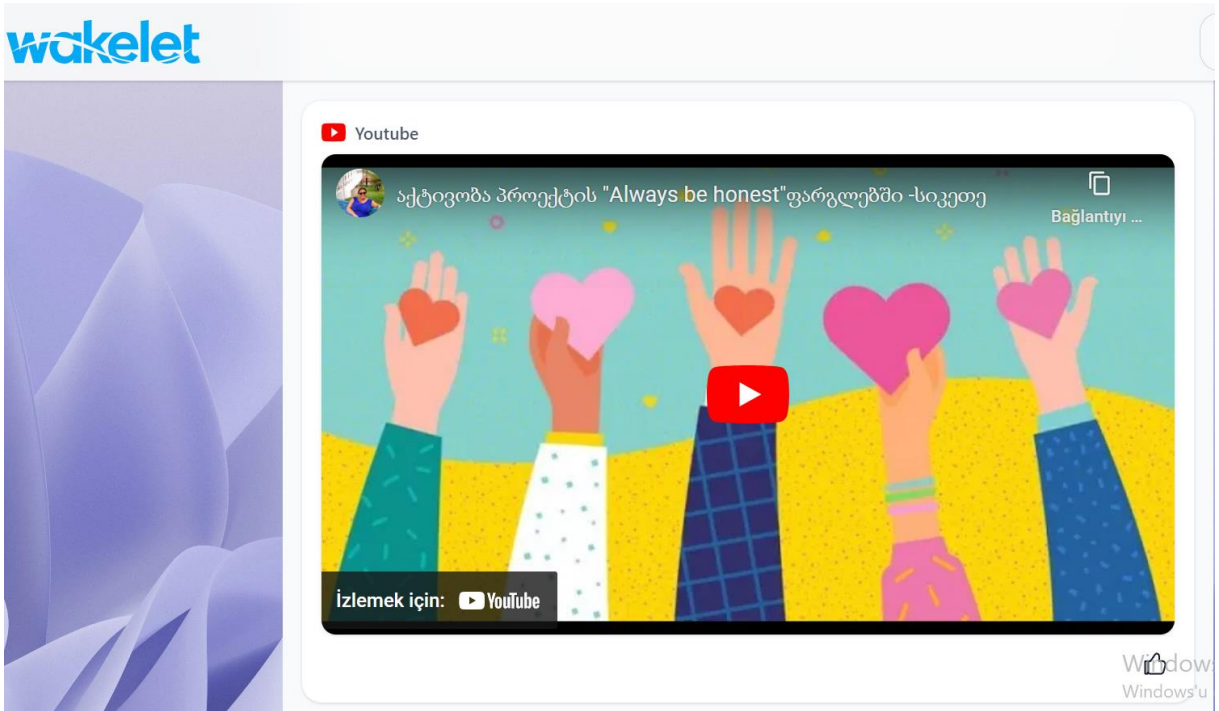 wakelet
Youtube
აქტივობა პროექტის "Always be honest"ფარგლებში -სიკეთე
Bağlantıyı ...
İzlemek için: YouTube
Windows
Windows'u